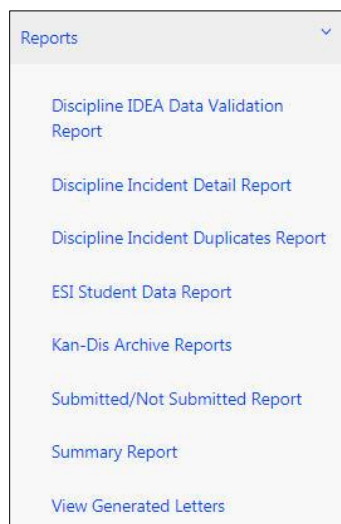 Reports
Discipline IDEA Data Validation
Report
Discipline Incident Detail Report
Discipline Incident Duplicates Report
ESI Student Data Report
Kan-Dis Archive Reports
Submitted/Not Submitted Report
Summary Report
View Generated Letters